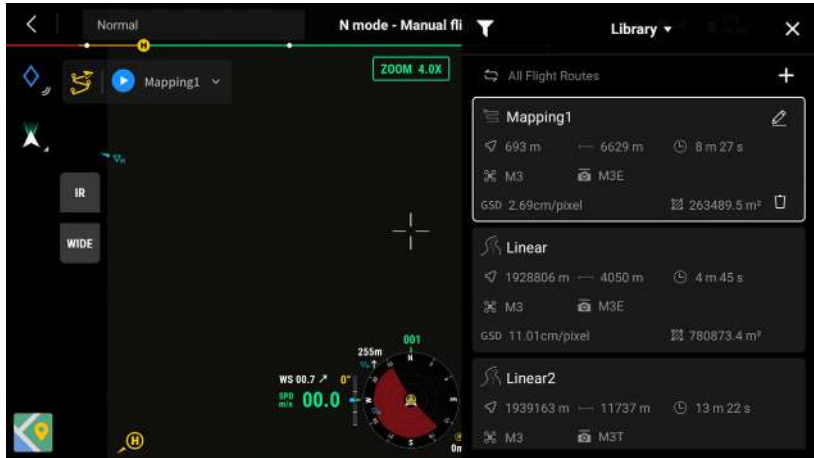 Normal
N mode - Manual fli
Library
Mapping1
ZOOM 4.0X
All Flight Routes
IR
WIDE
Mapping1
693 m
6629 m
8 m 27 s
M3
M3E
GSD 2.69cm/pixel
263489.5 m²
Linear
1928806 m
4050 m
4 m 45 s
M3
M3E
GSD 11.01cm/pixel
780873.4 m²
Linear2
1939163 m
11737 m
13 m 22 s
M3
M3T
001
255m
N
WS 00.7
0°
SPD
m/s
00.0
W
S
H
H
0m